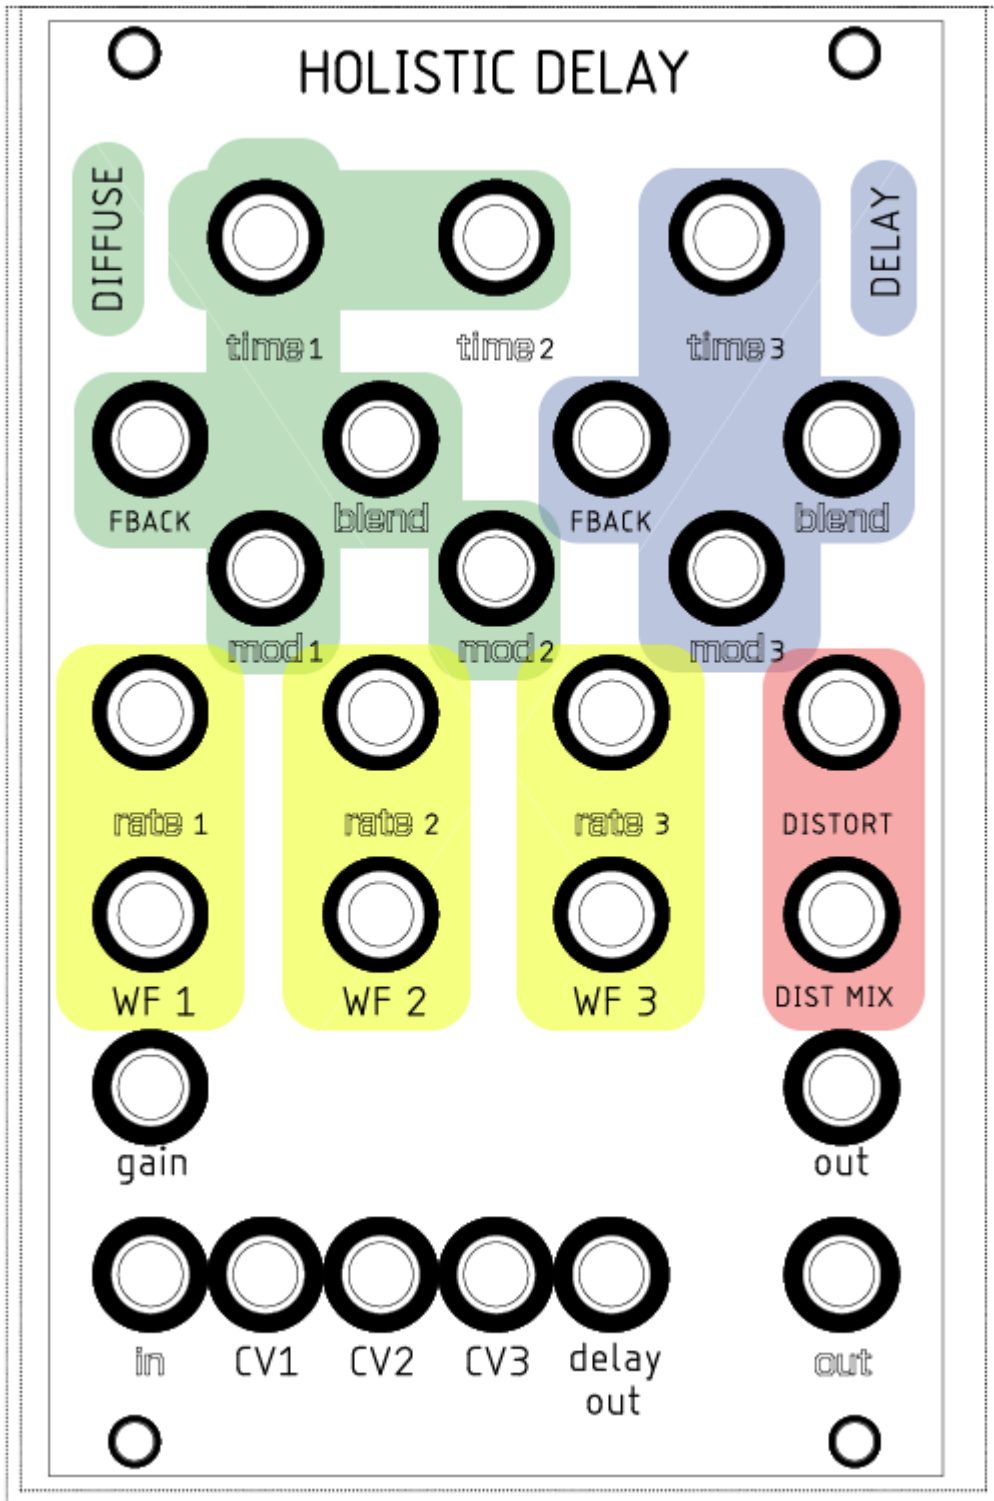 HOLISTIC DELAY
DIFFUSE
DELAY
time 1
time 2
time 3
FBACK
blend
FBACK
blend
mod 1
mod 2
mod 3
rate 1
rate 2
rate 3
DISTORT
WF 1
WF 2
WF 3
DIST MIX
gain
out
in
CV1
CV2
CV3
delay
out
out